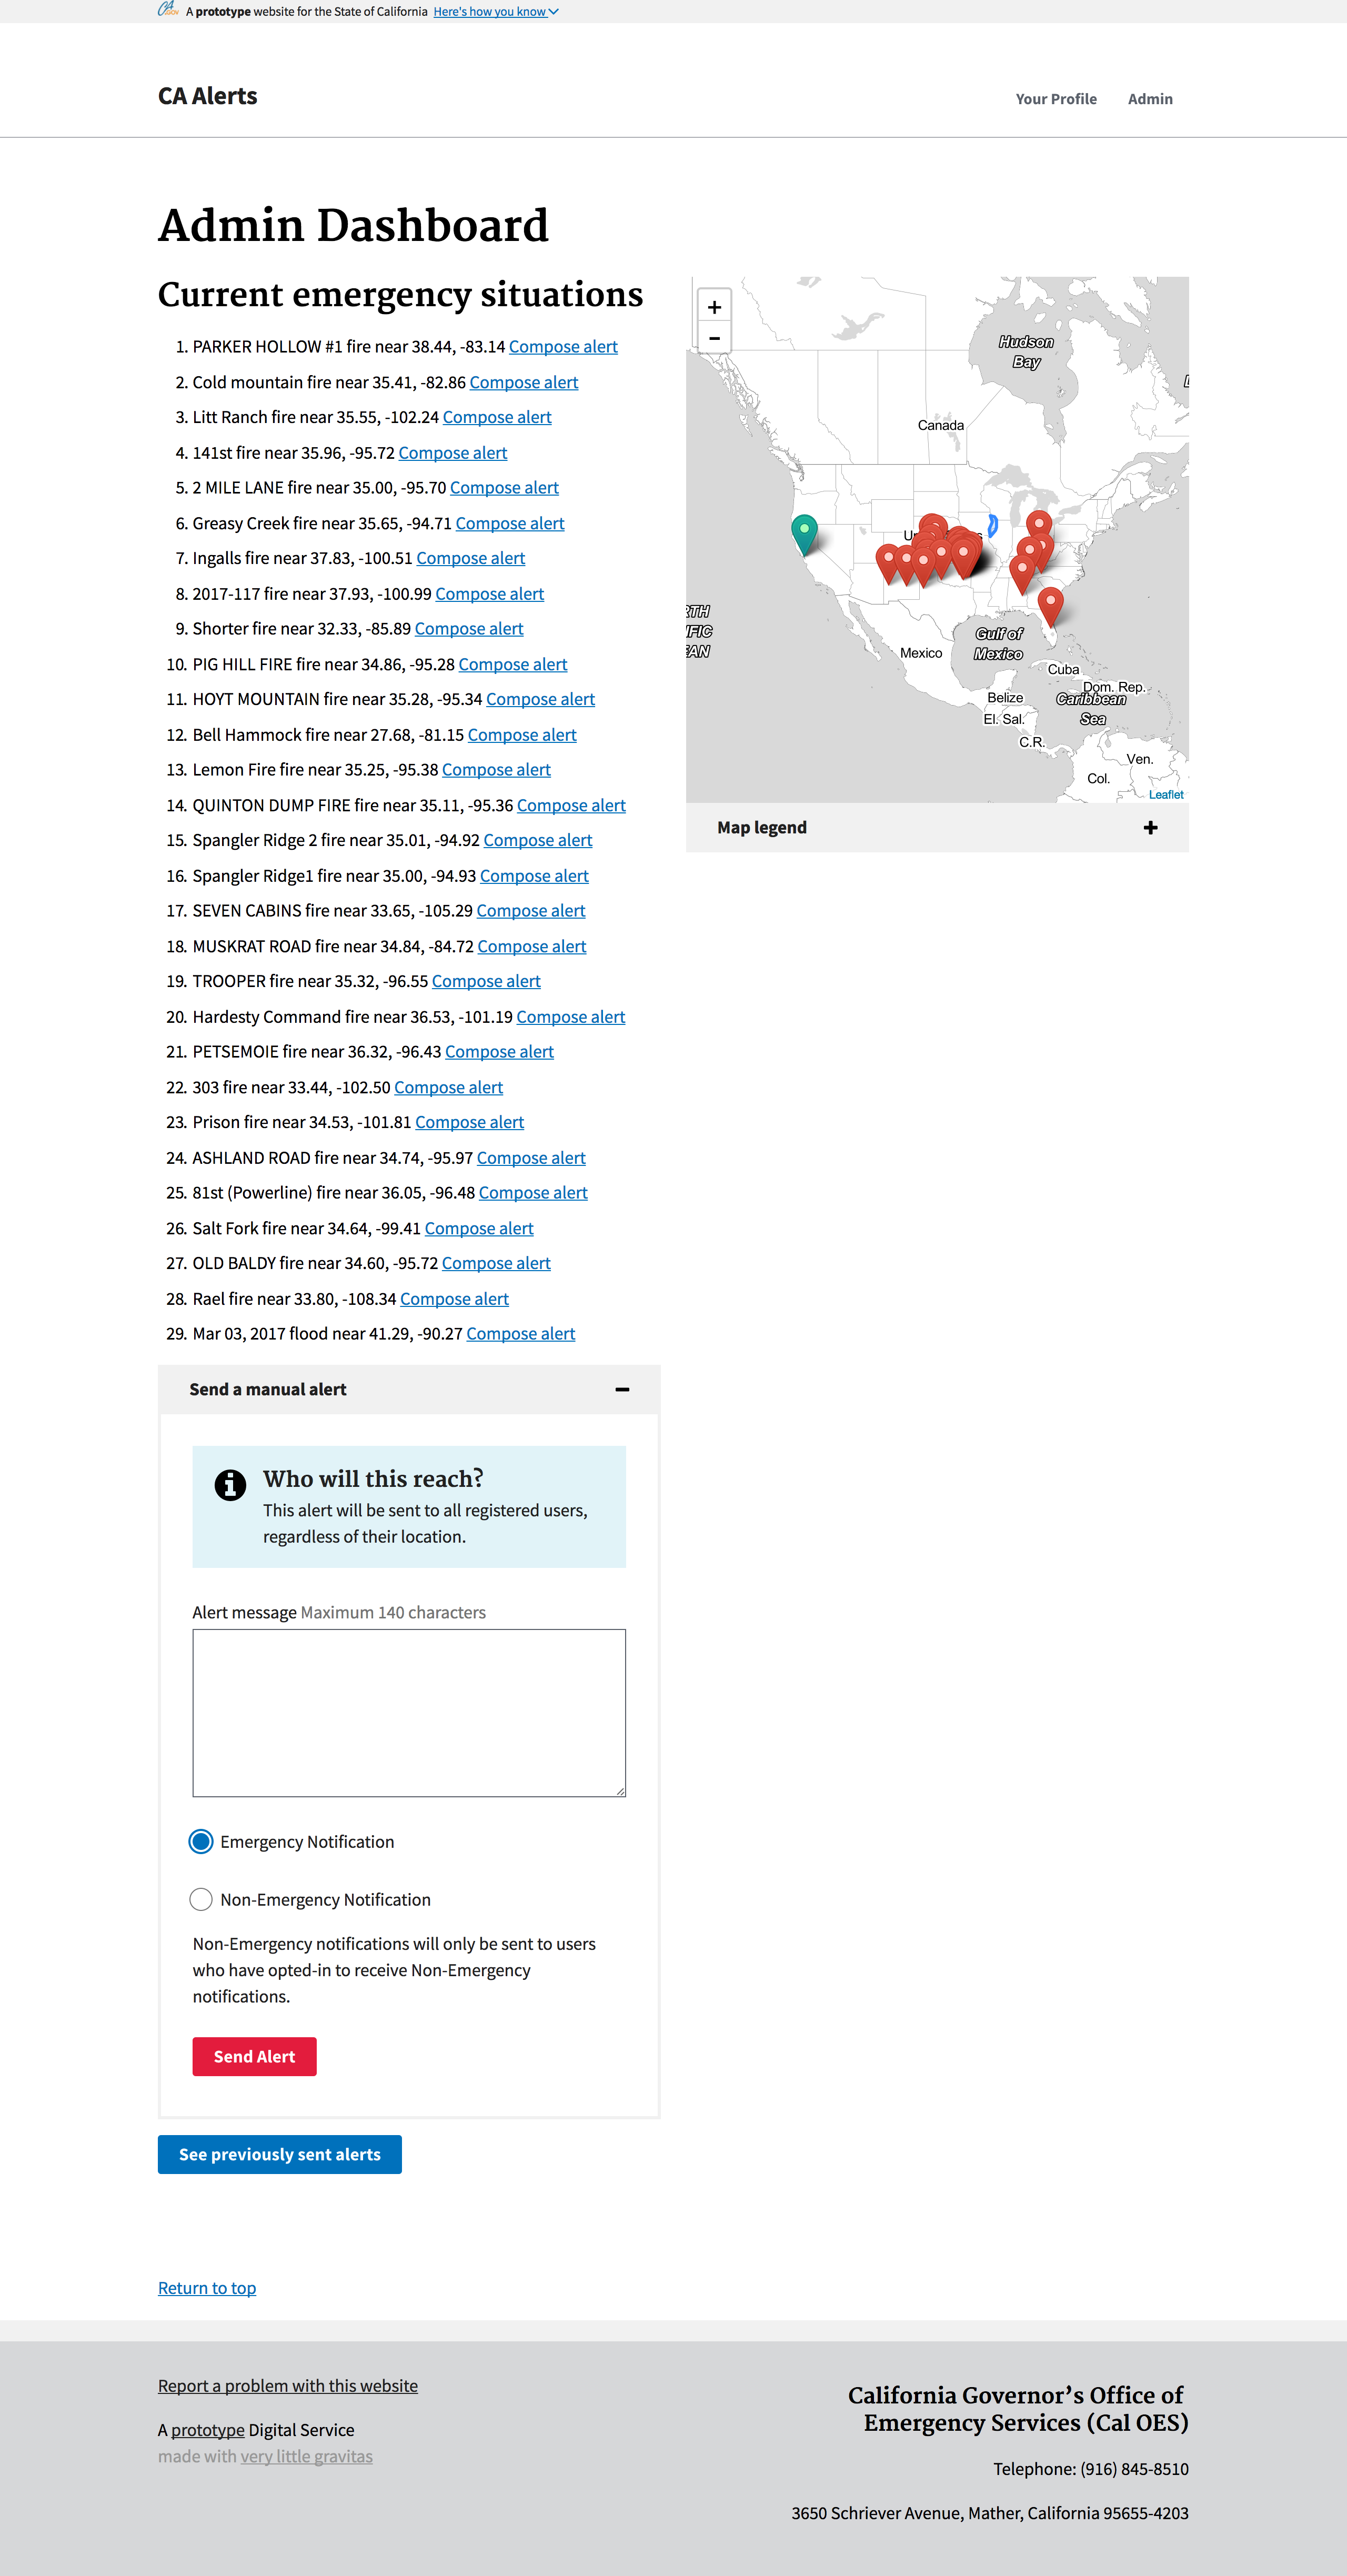 A prototype website for the State of California Here's how you know
CA Alerts
Your Profile Admin
Admin Dashboard
Current emergency situations
1. PARKER HOLLOW #1 fire near 38.44, -83.14 Compose alert
2. Cold mountain fire near 35.41, -82.86 Compose alert
3. Litt Ranch fire near 35.55, -102.24 Compose alert
4. 141st fire near 35.96, -95.72 Compose alert
5. 2 MILE LANE fire near 35.00, -95.70 Compose alert
6. Greasy Creek fire near 35.65, -94.71 Compose alert
7. Ingalls fire near 37.83, -100.51 Compose alert
8. 2017-117 fire near 37.93, -100.99 Compose alert
9. Shorter fire near 32.33, -85.89 Compose alert
10. PIG HILL FIRE fire near 34.86, -95.28 Compose alert
11. HOYT MOUNTAIN fire near 35.28, -95.34 Compose alert
12. Bell Hammock fire near 27.68, -81.15 Compose alert
13. Lemon Fire fire near 35.25, -95.38 Compose alert
14. QUINTON DUMP FIRE fire near 35.11, -95.36 Compose alert
15. Spangler Ridge 2 fire near 35.01, -94.92 Compose alert
16. Spangler Ridge1 fire near 35.00, -94.93 Compose alert
17. SEVEN CABINS fire near 33.65, -105.29 Compose alert
18. MUSKRAT ROAD fire near 34.84, -84.72 Compose alert
19. TROOPER fire near 35.32, -96.55 Compose alert
20. Hardesty Command fire near 36.53, -101.19 Compose alert
21. PETSEMOIE fire near 36.32, -96.43 Compose alert
22. 303 fire near 33.44, -102.50 Compose alert
23. Prison fire near 34.53, -101.81 Compose alert
24. ASHLAND ROAD fire near 34.74, -95.97 Compose alert
25. 81st (Powerline) fire near 36.05, -96.48 Compose alert
26. Salt Fork fire near 34.64, -99.41 Compose alert
27. OLD BALDY fire near 34.60, -95.72 Compose alert
28. Rael fire near 33.80, -108.34 Compose alert
29. Mar 03, 2017 flood near 41.29, -90.27 Compose alert
+
-
Hudson
Bay
Canada
Gulf of
Mexico
Mexico
Cuba
Dom. Rep.
Belize
Caribbean
Sea
El. Sal.
C.R.
Ven.
Col.
Leaflet
Map legend
Send a manual alert
Who will this reach?
This alert will be sent to all registered users,
regardless of their location.
Alert message Maximum 140 characters
Emergency Notification
Non-Emergency Notification
Non-Emergency notifications will only be sent to users
who have opted-in to receive Non-Emergency
notifications.
Send Alert
See previously sent alerts
Return to top
Report a problem with this website
A prototype Digital Service
made with very little gravitas
California Governor's Office of
Emergency Services (Cal OES)
Telephone: (916) 845-8510
3650 Schriever Avenue, Mather, California 95655-4203